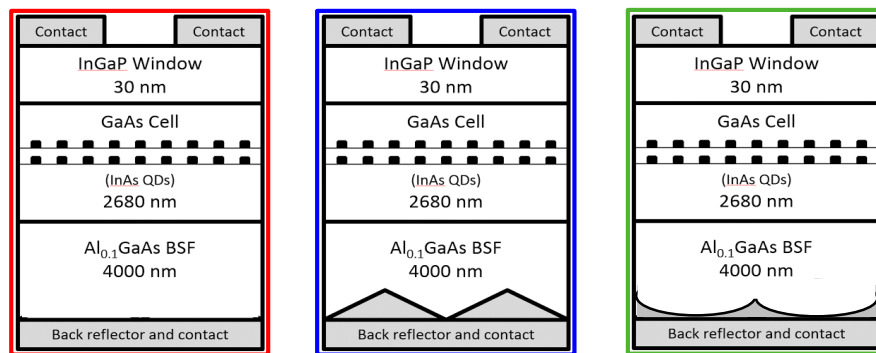 Contact Contact
InGaP Window
30 nm
GaAs Cell
(InAs QDs)
2680 nm
Al₀.₁GaAs BSF
4000 nm
Back reflector and contact
Contact Contact
InGaP Window
30 nm
GaAs Cell
(InAs QDs)
2680 nm
Al₀.₁GaAs BSF
4000 nm
Back reflector and contact
Contact Contact
InGaP Window
30 nm
GaAs Cell
(InAs QDs)
2680 nm
Al₀.₁GaAs BSF
4000 nm
Back reflector and contact